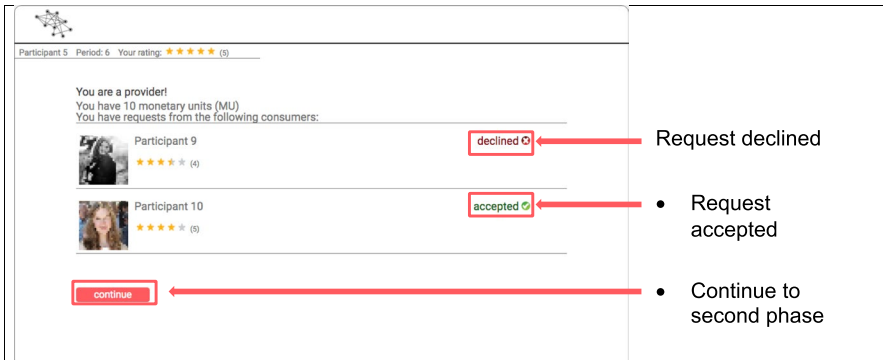 Participant 5 Period: 6 Your rating: ★★★★★ (5)
You are a provider!
You have 10 monetary units (MU)
You have requests from the following consumers:
Participant 9
declined
(4)
Request declined
Participant 10
accepted
(5)
• Request
accepted
continue
• Continue to
second phase